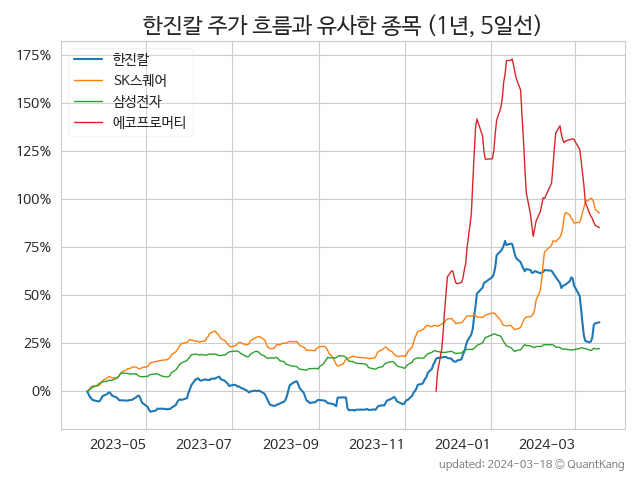 한진칼 주가 흐름과 유사한 종목 (1년, 5일선)
175%
150%
125%
100%
75%
50%
25%
0%
한진칼
SK스퀘어
삼성전자
에코프로머티
2023-05
2023-07
2023-09
2023-11
2024-01
2024-03
updated: 2024-03-18 © QuantKang